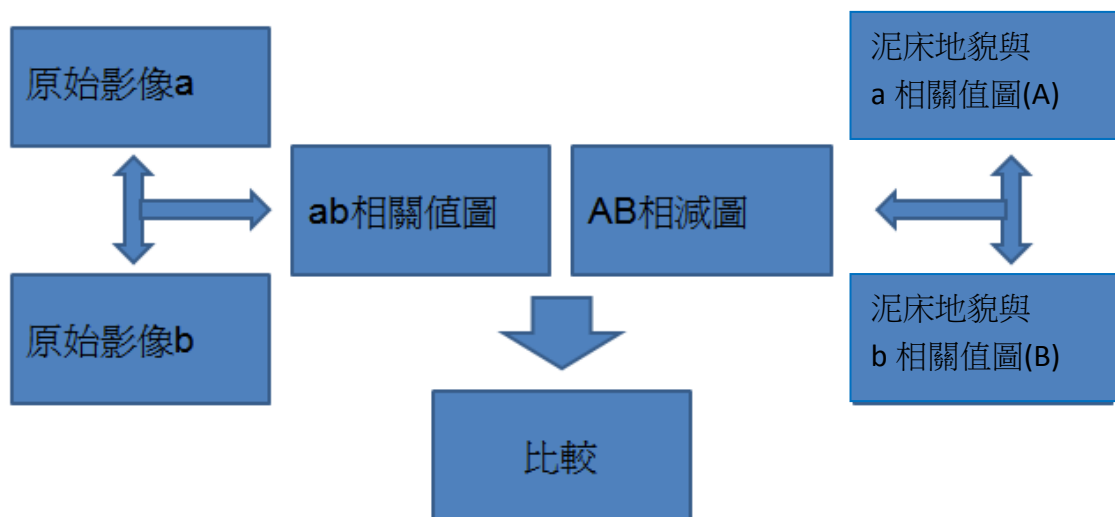 原始影像a
泥床地貌與
a 相關值圖(A)
ab相關值圖
AB相減圖
原始影像b
泥床地貌與
b 相關值圖(B)
比較